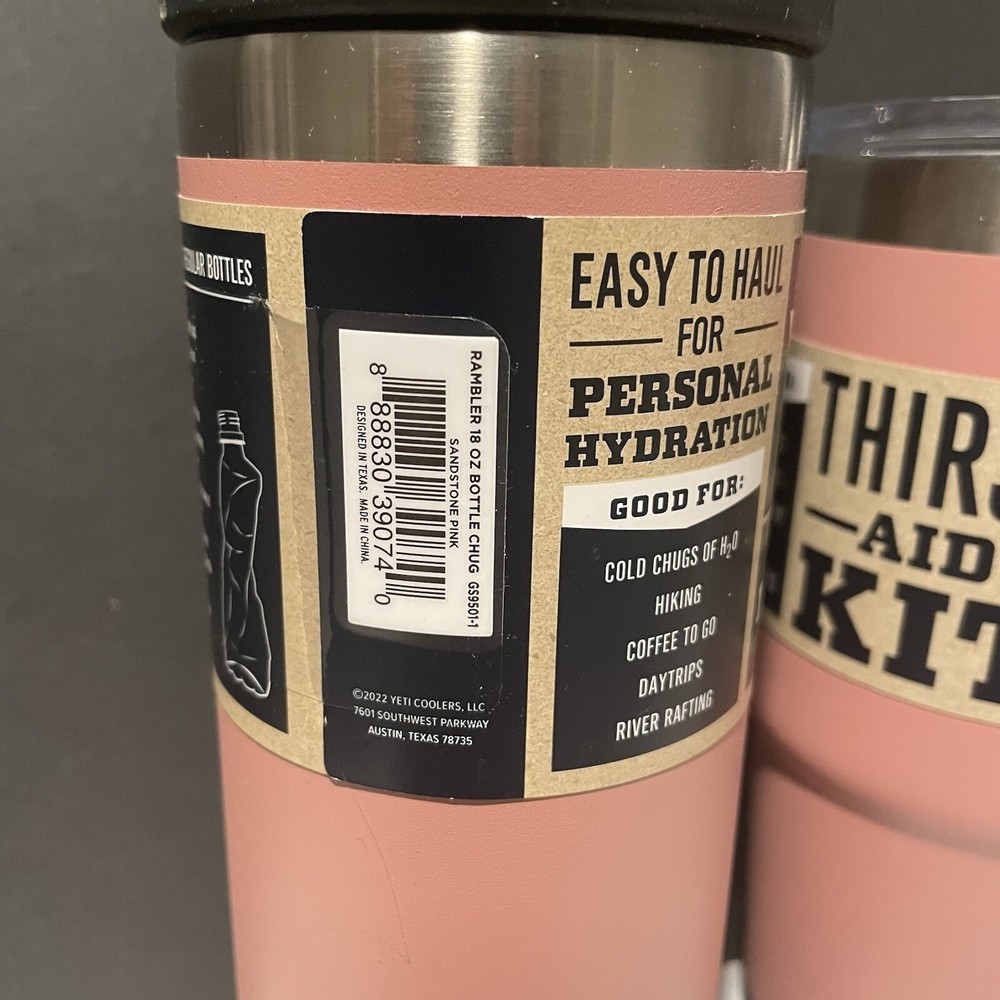 BOTTLES
RAMBLER 18 OZ BOTTLE CHUG GS9501-1
SANDSTONE PINK
8 88830 39074 0
DESIGNED IN TEXAS. MADE IN CHINA.
©2022 YETI COOLERS, LLC
7601 SOUTHWEST PARKWAY
AUSTIN, TEXAS 78735
EASY TO HAUL
FOR
PERSONAL
HYDRATION
GOOD FOR:
COLD CHUGS OF H₂O
HIKING
COFFEE TO GO
DAYTRIPS
RIVER RAFTING
THIRS
AID
KIT